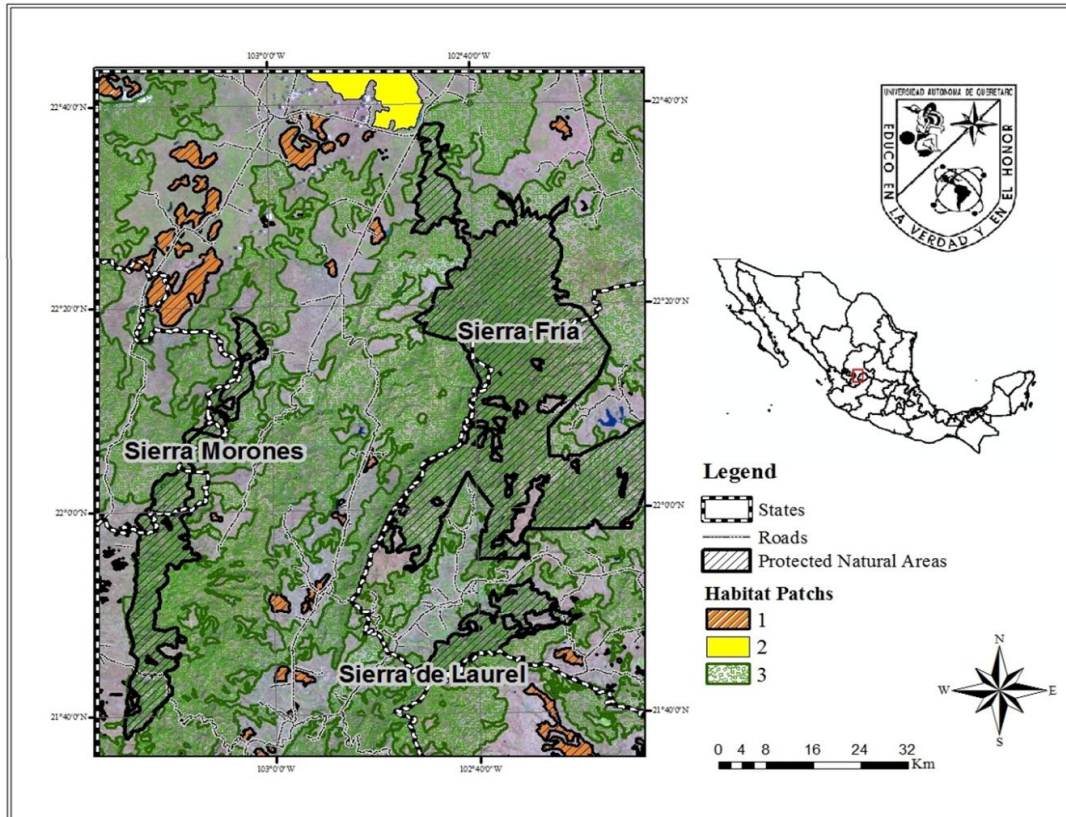 103°0'0"W 102°40'0"W
22°40'0"N 22°40'0"N
22°20'0"N 22°20'0"N
Sierra Fría
Sierra Morones
22°0'0"N 22°0'0"N
Sierra de Laurel
21°40'0"N 21°40'0"N
103°0'0"W 102°40'0"W
UNIVERSIDAD AUTONOMA DE QUERETARC
EDUCO EN LA VERDAD Y EN EL HONOR
Legend
States
Roads
Protected Natural Areas
Habitat Patchs
1
2
3
N
W E
S
0 4 8 16 24 32
Km